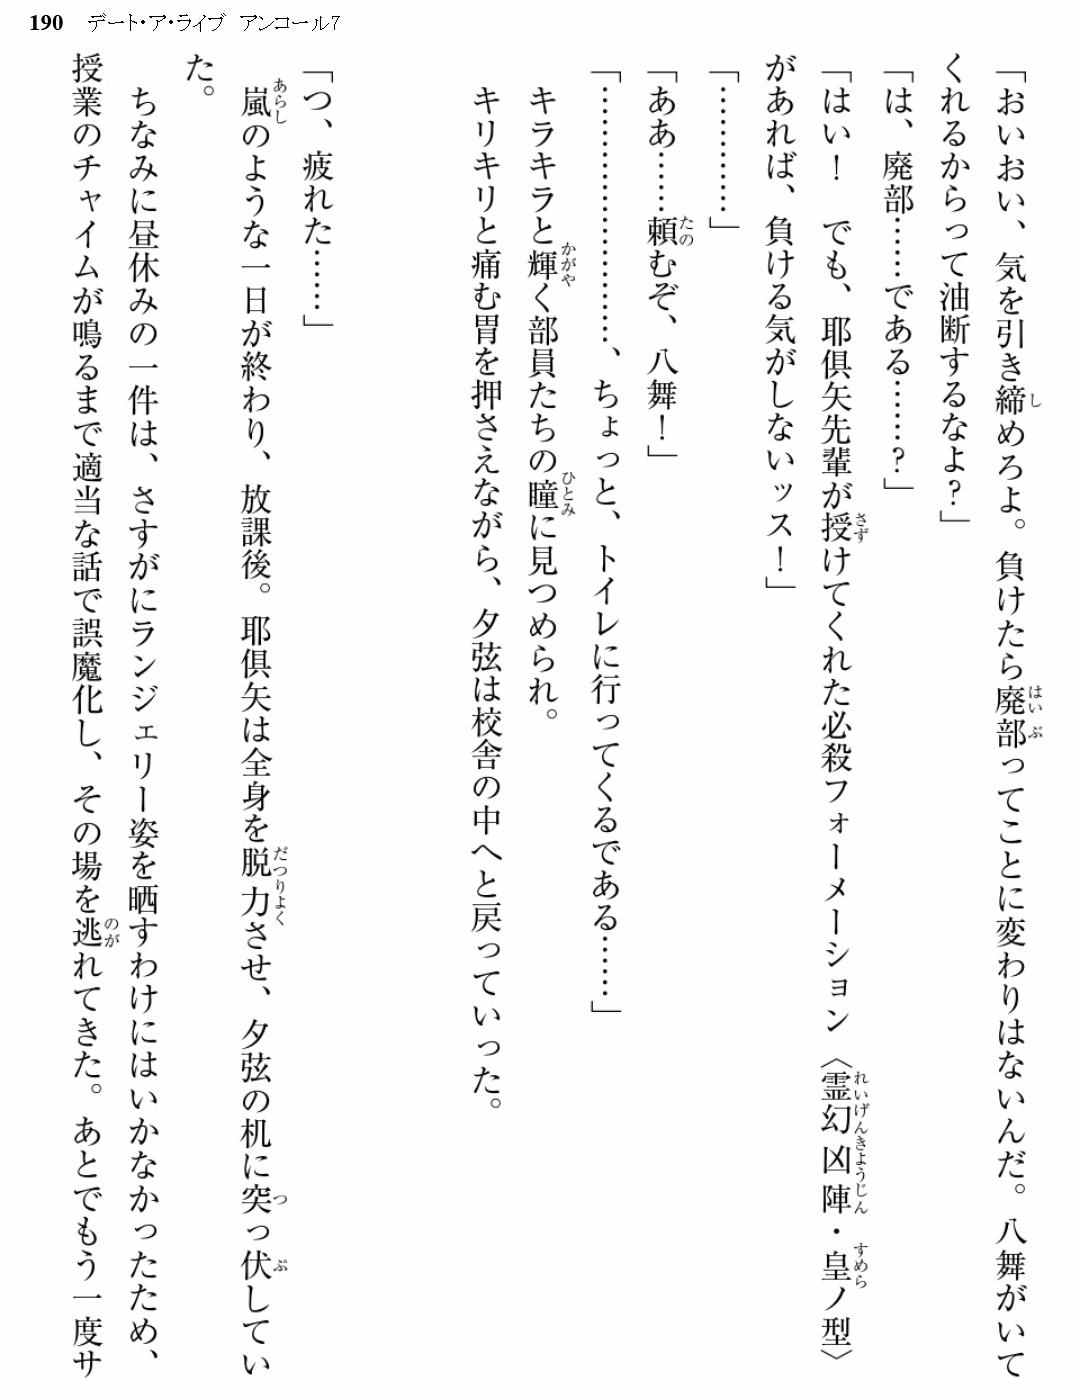 190 デート・ア・ライブ アンコール7
「おいおい、気を引き締めろよ。負けたら廃部ってことに変わりはないんだ。八舞がいて
くれるからって油断するなよ?」
「は、廃部……である……?」
「はい! でも、耶倶矢先輩が授けてくれた必殺フォーメーション〈霊幻凶陣・皇ノ型〉
があれば、負ける気がしないッス!」
「…………」
「ああ……頼むぞ、八舞!」
「……………………、ちょっと、トイレに行ってくるである……」
キラキラと輝く部員たちの瞳に見つめられ。
キリキリと痛む胃を押さえながら、夕弦は校舎の中へと戻っていった。
「つ、疲れた……」
嵐のような一日が終わり、放課後。耶倶矢は全身を脱力させ、夕弦の机に突っ伏してい
た。
ちなみに昼休みの一件は、さすがにランジェリー姿を晒すわけにはいかなかったため、
授業のチャイムが鳴るまで適当な話で誤魔化し、その場を逃れてきた。あとでもう一度サ